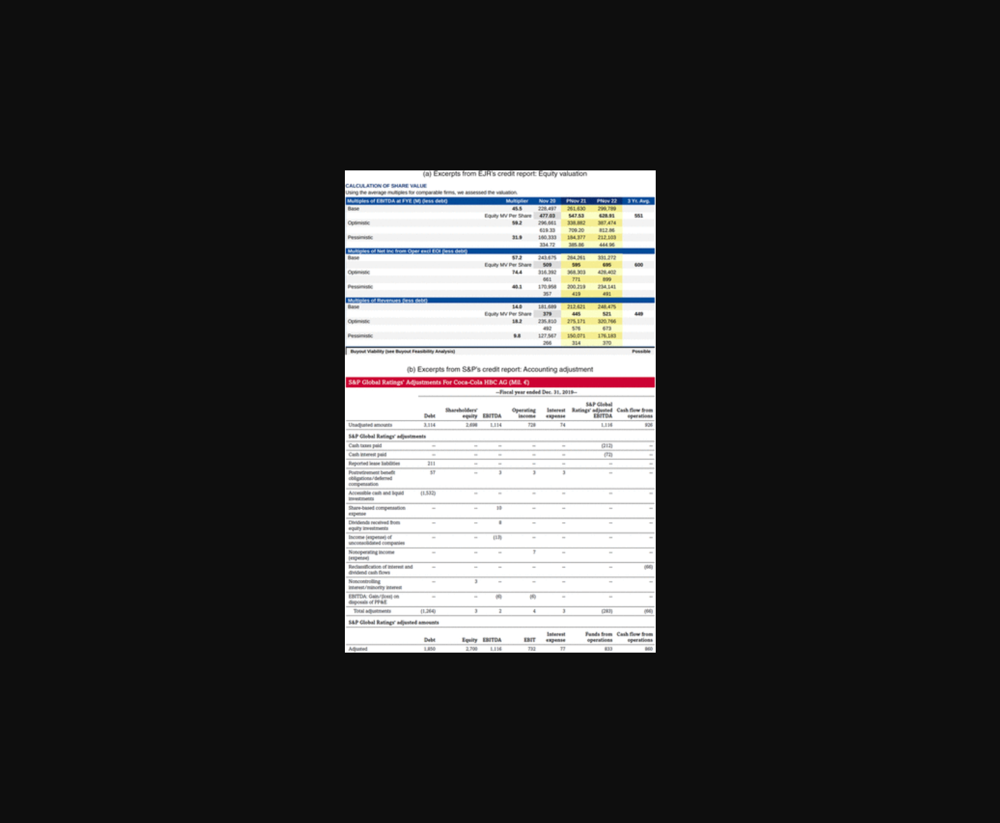 (a) Excerpts from EJR's credit report: Equity valuation
CALCULATION OF SHARE VALUE
Using the average multiples for comparable firms, we assessed the valuation.
Multiples of EBITDA at FYE (M) (less debt) Multiplier Nov 20 PNov 21 PNov 22 3 Yr. Avg.
Base 45.5 228,497 261,630 299,789
Equity MV Per Share 477.03 547.53 628.91 551
Optimistic 59.2 296,661 338,882 387,474
619.33 709.20 812.86
Pessimistic 31.9 160,333 184,377 212,103
334.72 385.86 444.96
Multiples of Net Inc from Oper excl EOI (less debt)
Base 57.2 243,675 284,261 331,272
Equity MV Per Share 509 595 695 600
Optimistic 74.4 316,392 368,303 428,402
661 771 899
Pessimistic 40.1 170,958 200,219 234,141
357 419 491
Multiples of Revenues (less debt)
Base 14.0 181,689 212,621 248,475
Equity MV Per Share 379 445 521 449
Optimistic 18.2 235,810 275,171 320,766
492 576 673
Pessimistic 9.8 127,567 150,071 176,183
266 314 370
Buyout Viability (see Buyout Feasibility Analysis) Possible
(b) Excerpts from S&P's credit report: Accounting adjustment
S&P Global Ratings' Adjustments For Coca-Cola HBC AG (Mil. €)
--Fiscal year ended Dec. 31, 2019--
S&P Global
Shareholders' Operating Interest Ratings' adjusted Cash flow from
Debt equity EBITDA income expense EBITDA operations
Unadjusted amounts 3,114 2,698 1,114 728 74 1,116 926
S&P Global Ratings' adjustments
Cash taxes paid -- -- -- -- -- (212) --
Cash interest paid -- -- -- -- -- (72) --
Reported lease liabilities 211 -- -- -- -- -- --
Postretirement benefit 57 -- 3 3 3 -- --
obligations/deferred
compensation
Accessible cash and liquid (1,532) -- -- -- -- -- --
investments
Share-based compensation -- -- 10 -- -- -- --
expense
Dividends received from -- -- 8 -- -- -- --
equity investments
Income (expense) of -- -- (13) -- -- -- --
unconsolidated companies
Nonoperating income -- -- -- 7 -- -- --
(expense)
Reclassification of interest and -- -- -- -- -- -- (66)
dividend cash flows
Noncontrolling -- 3 -- -- -- -- --
interest/minority interest
EBITDA: Gain/(loss) on -- -- (6) (6) -- -- --
disposals of PP&E
Total adjustments (1,264) 3 2 4 3 (283) (66)
S&P Global Ratings' adjusted amounts
Interest Funds from Cash flow from
Debt Equity EBITDA EBIT expense operations operations
Adjusted 1,850 2,700 1,116 732 77 833 860